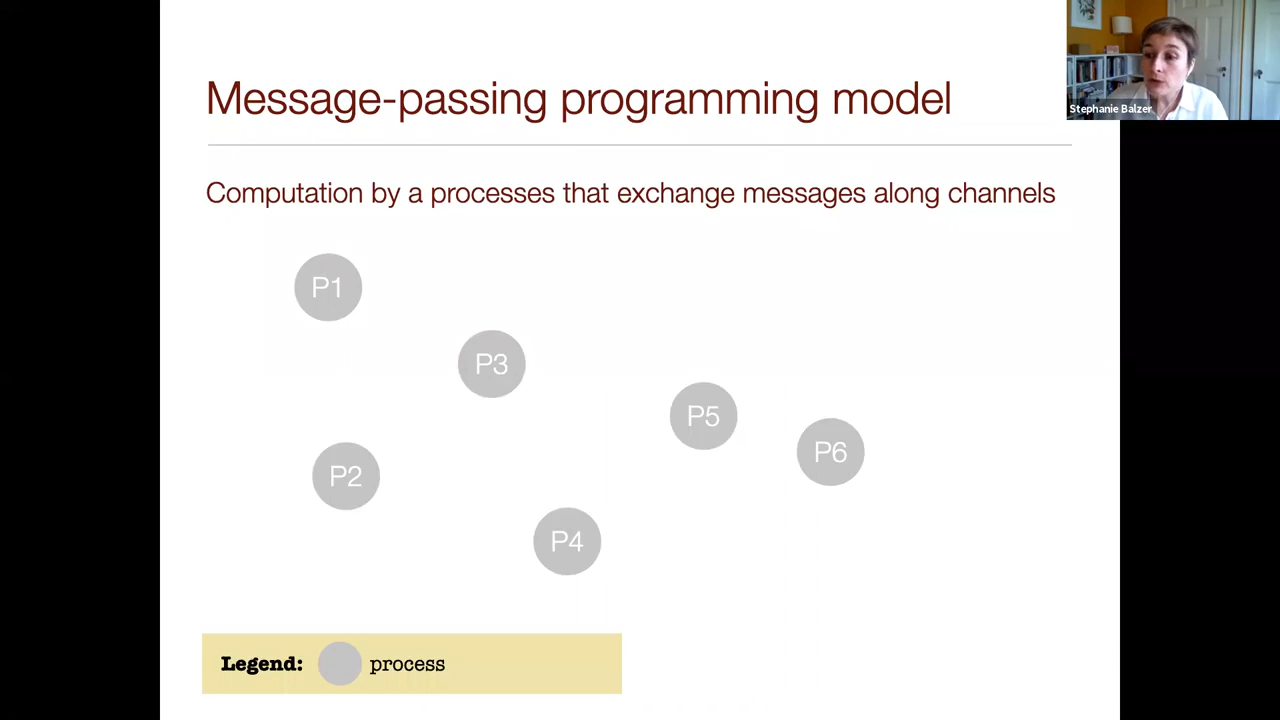 Message-passing programming model
Stephanie Balzer
Computation by a processes that exchange messages along channels
P1
P3
P5
P6
P2
P4
Legend: process